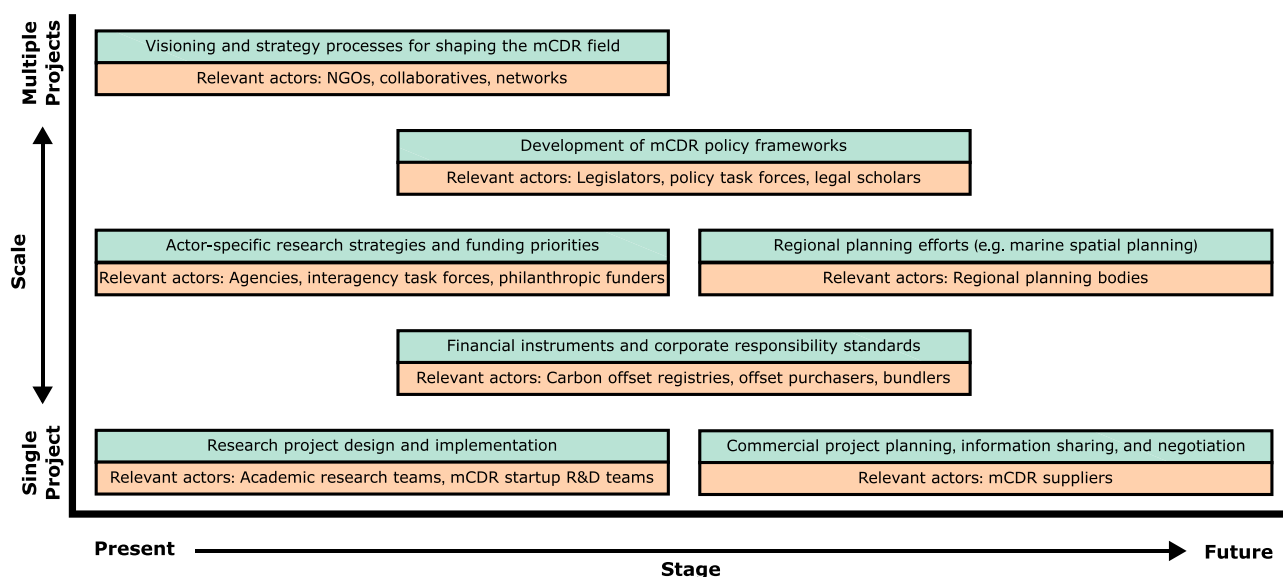 Multiple
Projects
Visioning and strategy processes for shaping the mCDR field
Relevant actors: NGOs, collaboratives, networks
Development of mCDR policy frameworks
Relevant actors: Legislators, policy task forces, legal scholars
Scale
Actor-specific research strategies and funding priorities
Relevant actors: Agencies, interagency task forces, philanthropic funders
Regional planning efforts (e.g. marine spatial planning)
Relevant actors: Regional planning bodies
Financial instruments and corporate responsibility standards
Relevant actors: Carbon offset registries, offset purchasers, bundlers
Single
Project
Research project design and implementation
Relevant actors: Academic research teams, mCDR startup R&D teams
Commercial project planning, information sharing, and negotiation
Relevant actors: mCDR suppliers
Present
Future
Stage